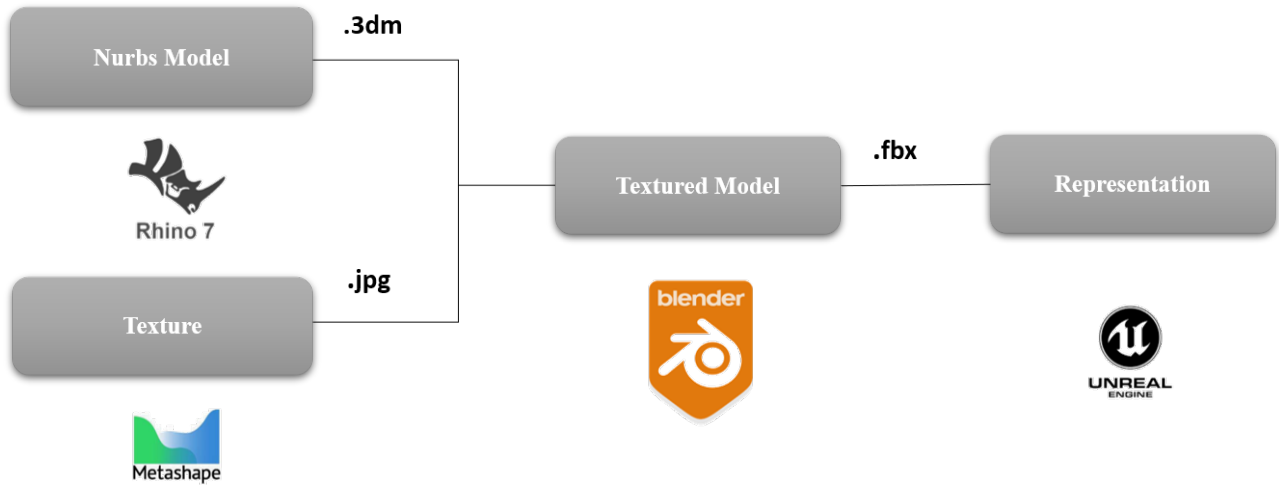 Nurbs Model
.3dm
Rhino 7
Texture
.jpg
Metashape
Textured Model
.fbx
blender
Representation
UNREAL
ENGINE